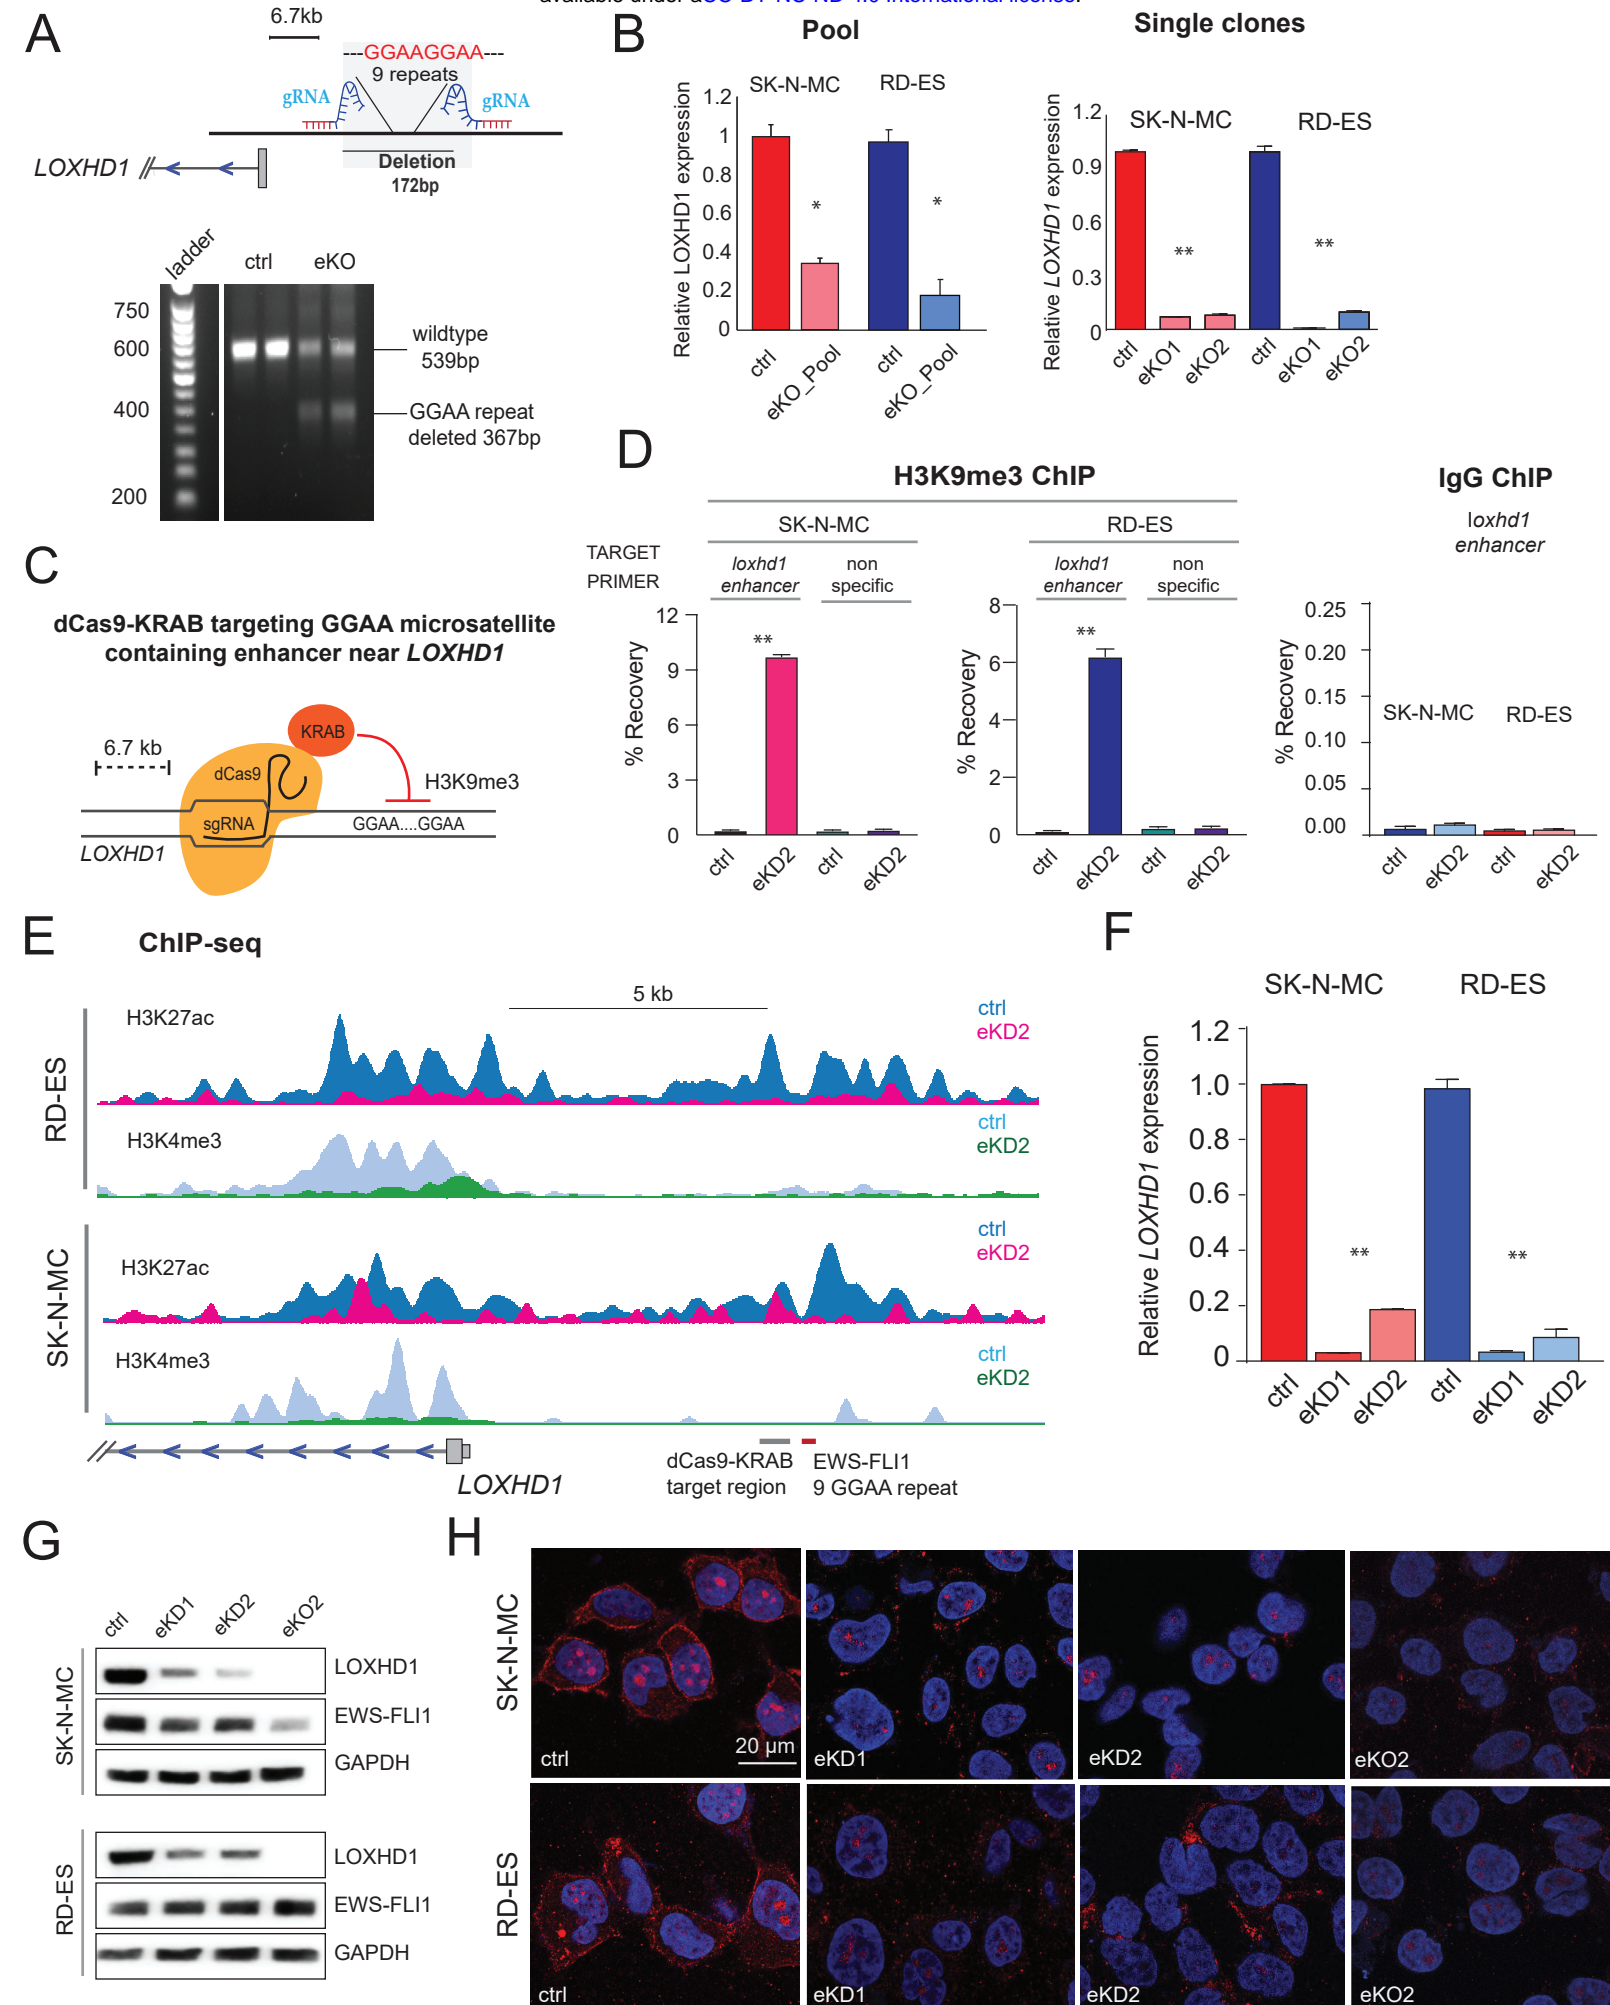 available under aCC-BY-NC-ND 4.0 International license.
A
6.7kb
---GGAAGGAA---
9 repeats
gRNA
gRNA
Deletion
172bp
LOXHD1
ladder
ctrl
eKO
750
600
400
200
wildtype
539bp
GGAA repeat
deleted 367bp
B
Pool
Single clones
SK-N-MC
RD-ES
Relative LOXHD1 expression
1.2
1
0.8
0.6
0.4
0.2
0
*
*
ctrl
eKO_Pool
ctrl
eKO_Pool
SK-N-MC
RD-ES
Relative LOXHD1 expression
1.2
0.9
0.6
0.3
0
**
**
ctrl
eKO1
eKO2
ctrl
eKO1
eKO2
C
dCas9-KRAB targeting GGAA microsatellite
containing enhancer near LOXHD1
KRAB
6.7 kb
dCas9
H3K9me3
sgRNA
GGAA....GGAA
LOXHD1
D
H3K9me3 ChIP
IgG ChIP
SK-N-MC
RD-ES
TARGET
PRIMER
loxhd1
enhancer
non
specific
loxhd1
enhancer
non
specific
loxhd1
enhancer
% Recovery
12
9
6
3
0
**
ctrl
eKD2
ctrl
eKD2
% Recovery
8
6
4
2
0
**
ctrl
eKD2
ctrl
eKD2
% Recovery
0.25
0.20
0.15
0.10
0.05
0.00
SK-N-MC
RD-ES
ctrl
eKD2
ctrl
eKD2
E
ChIP-seq
5 kb
RD-ES
H3K27ac
ctrl
eKD2
H3K4me3
ctrl
eKD2
SK-N-MC
H3K27ac
ctrl
eKD2
H3K4me3
ctrl
eKD2
LOXHD1
dCas9-KRAB
target region
EWS-FLI1
9 GGAA repeat
F
SK-N-MC
RD-ES
Relative LOXHD1 expression
1.2
1.0
0.8
0.6
0.4
0.2
0
**
**
ctrl
eKD1
eKD2
ctrl
eKD1
eKD2
G
ctrl
eKD1
eKD2
eKO2
SK-N-MC
LOXHD1
EWS-FLI1
GAPDH
RD-ES
LOXHD1
EWS-FLI1
GAPDH
H
SK-N-MC
ctrl
20 µm
eKD1
eKD2
eKO2
RD-ES
ctrl
eKD1
eKD2
eKO2